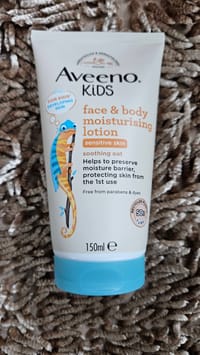 Aveeno.
KiDS
face & body
moisturising
lotion
sensitive skin
soothing oat
Helps to preserve
moisture barrier,
protecting skin from
the 1st use
Free from parabens & dyes
150ml e